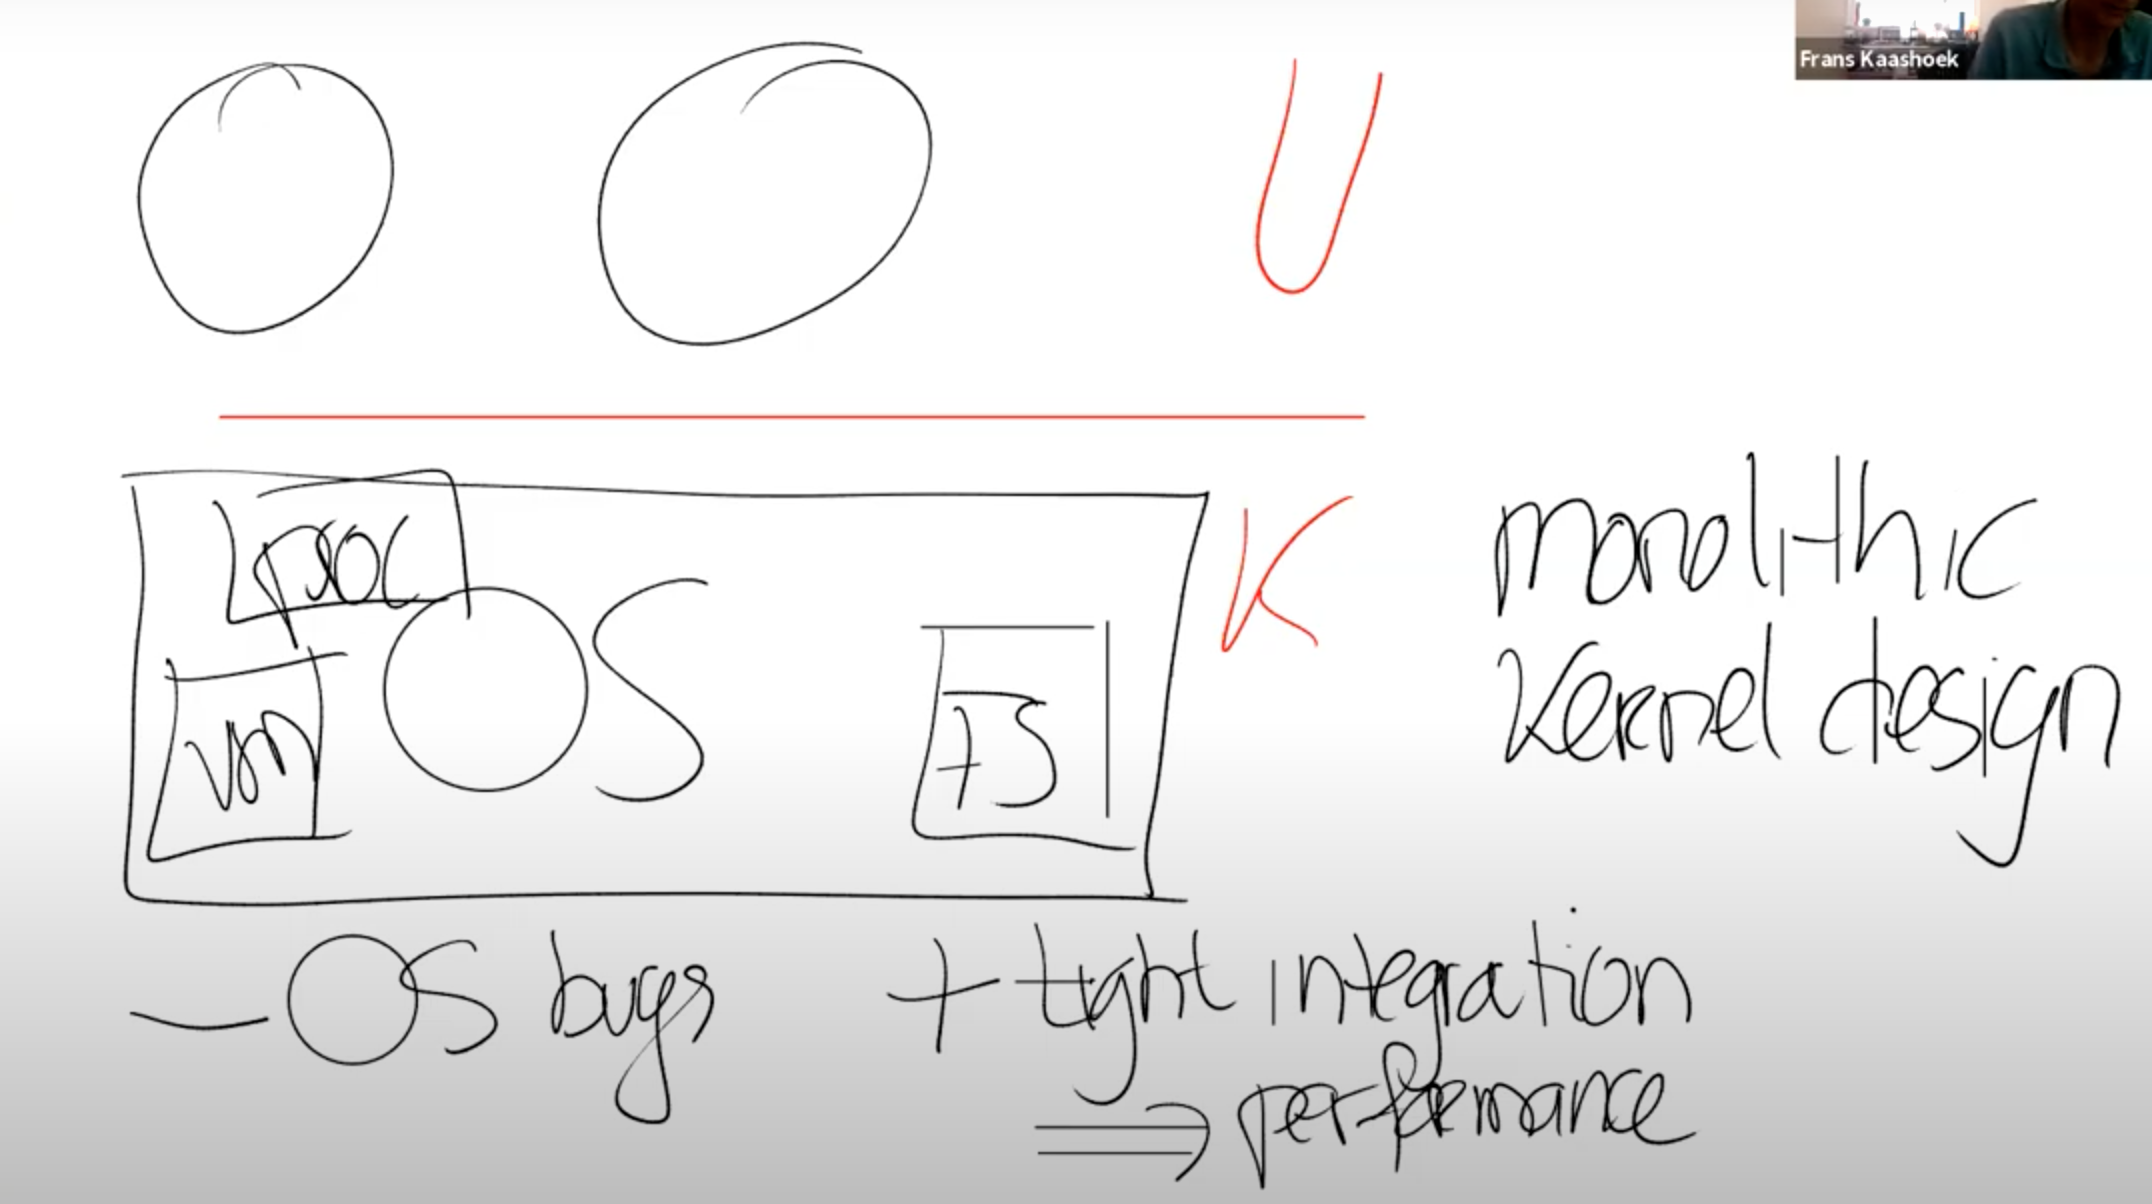 Frans Kaashoek
U
K
proc
OS
vm
FS
monolithic
kernel design
- OS bugs
+ tight integration
⇒ performance